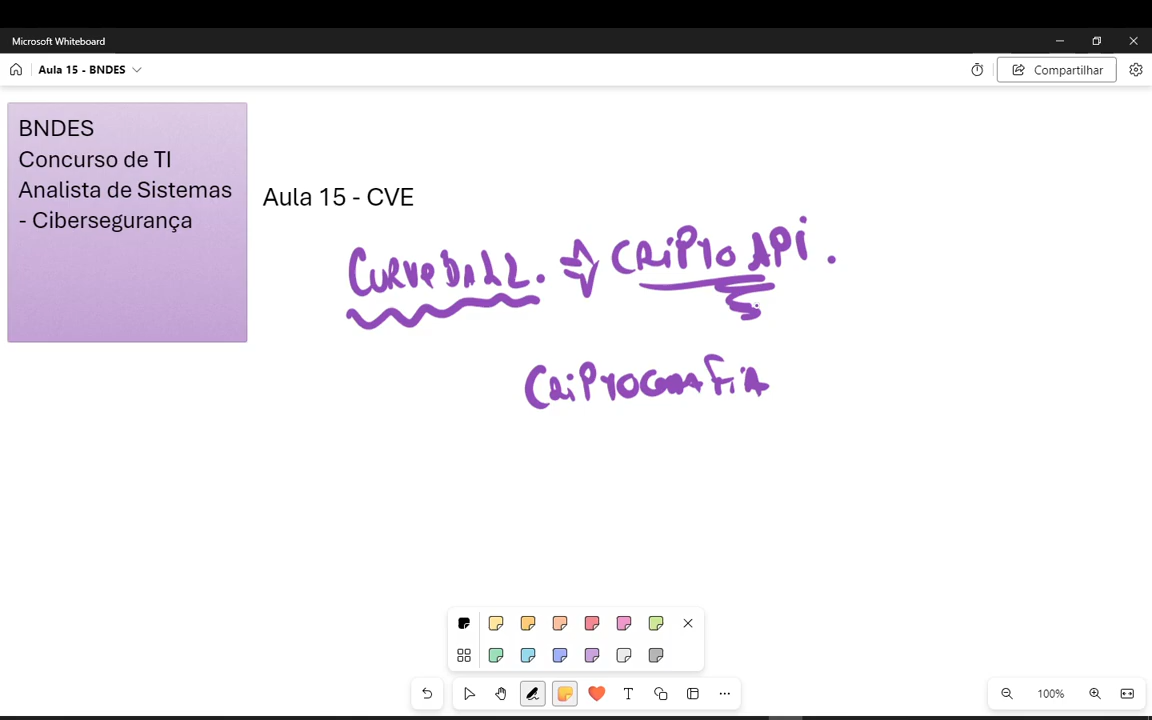 Microsoft Whiteboard
Aula 15 - BNDES
Compartilhar
BNDES
Concurso de TI
Analista de Sistemas
- Cibersegurança
Aula 15 - CVE
CURVEBALL. CRiPTO API.
CRiPTOGRAFiA
100%